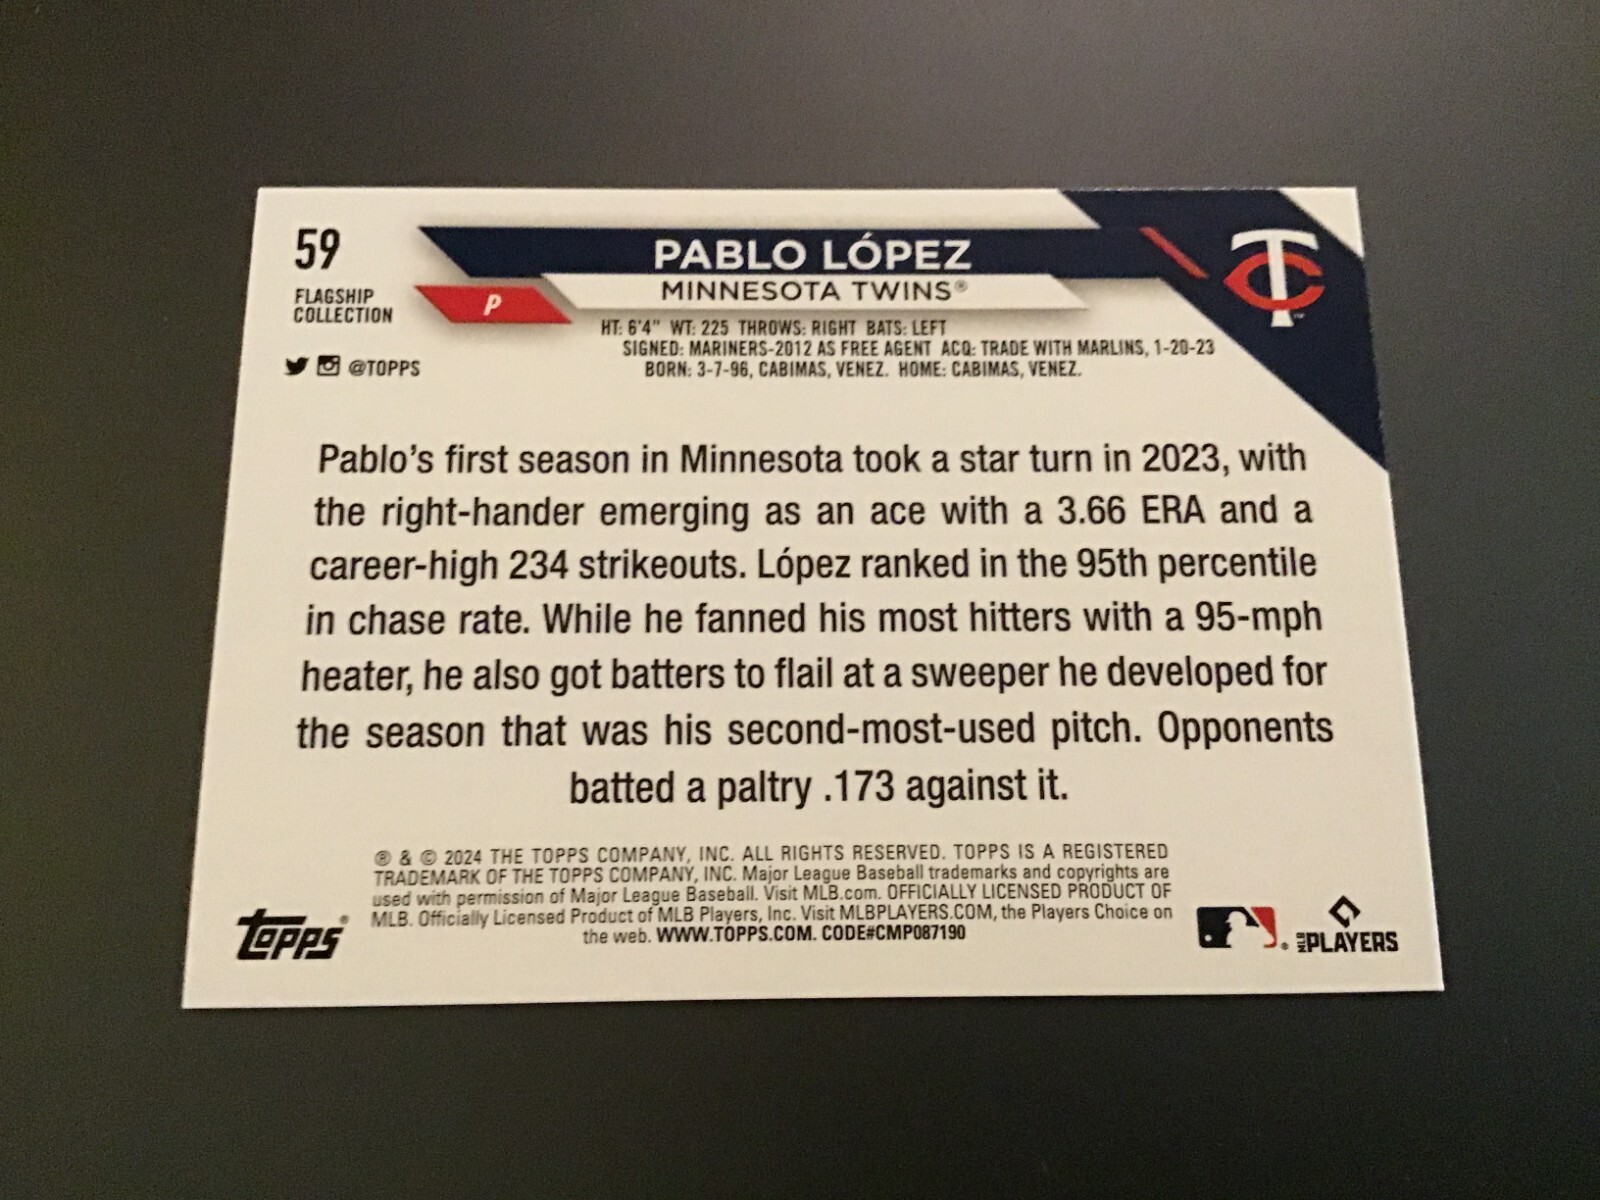 59
FLAGSHIP
COLLECTION
@TOPPS
PABLO LÓPEZ
MINNESOTA TWINS®
P
TC™
HT: 6'4" WT: 225 THROWS: RIGHT BATS: LEFT
SIGNED: MARINERS-2012 AS FREE AGENT ACQ: TRADE WITH MARLINS, 1-20-23
BORN: 3-7-96, CABIMAS, VENEZ. HOME: CABIMAS, VENEZ.
Pablo's first season in Minnesota took a star turn in 2023, with
the right-hander emerging as an ace with a 3.66 ERA and a
career-high 234 strikeouts. López ranked in the 95th percentile
in chase rate. While he fanned his most hitters with a 95-mph
heater, he also got batters to flail at a sweeper he developed for
the season that was his second-most-used pitch. Opponents
batted a paltry .173 against it.
® & © 2024 THE TOPPS COMPANY, INC. ALL RIGHTS RESERVED. TOPPS IS A REGISTERED
TRADEMARK OF THE TOPPS COMPANY, INC. Major League Baseball trademarks and copyrights are
used with permission of Major League Baseball. Visit MLB.com. OFFICIALLY LICENSED PRODUCT OF
MLB. Officially Licensed Product of MLB Players, Inc. Visit MLBPLAYERS.COM, the Players Choice on
the web. WWW.TOPPS.COM. CODE#CMP087190
topps®
®
MLB PLAYERS